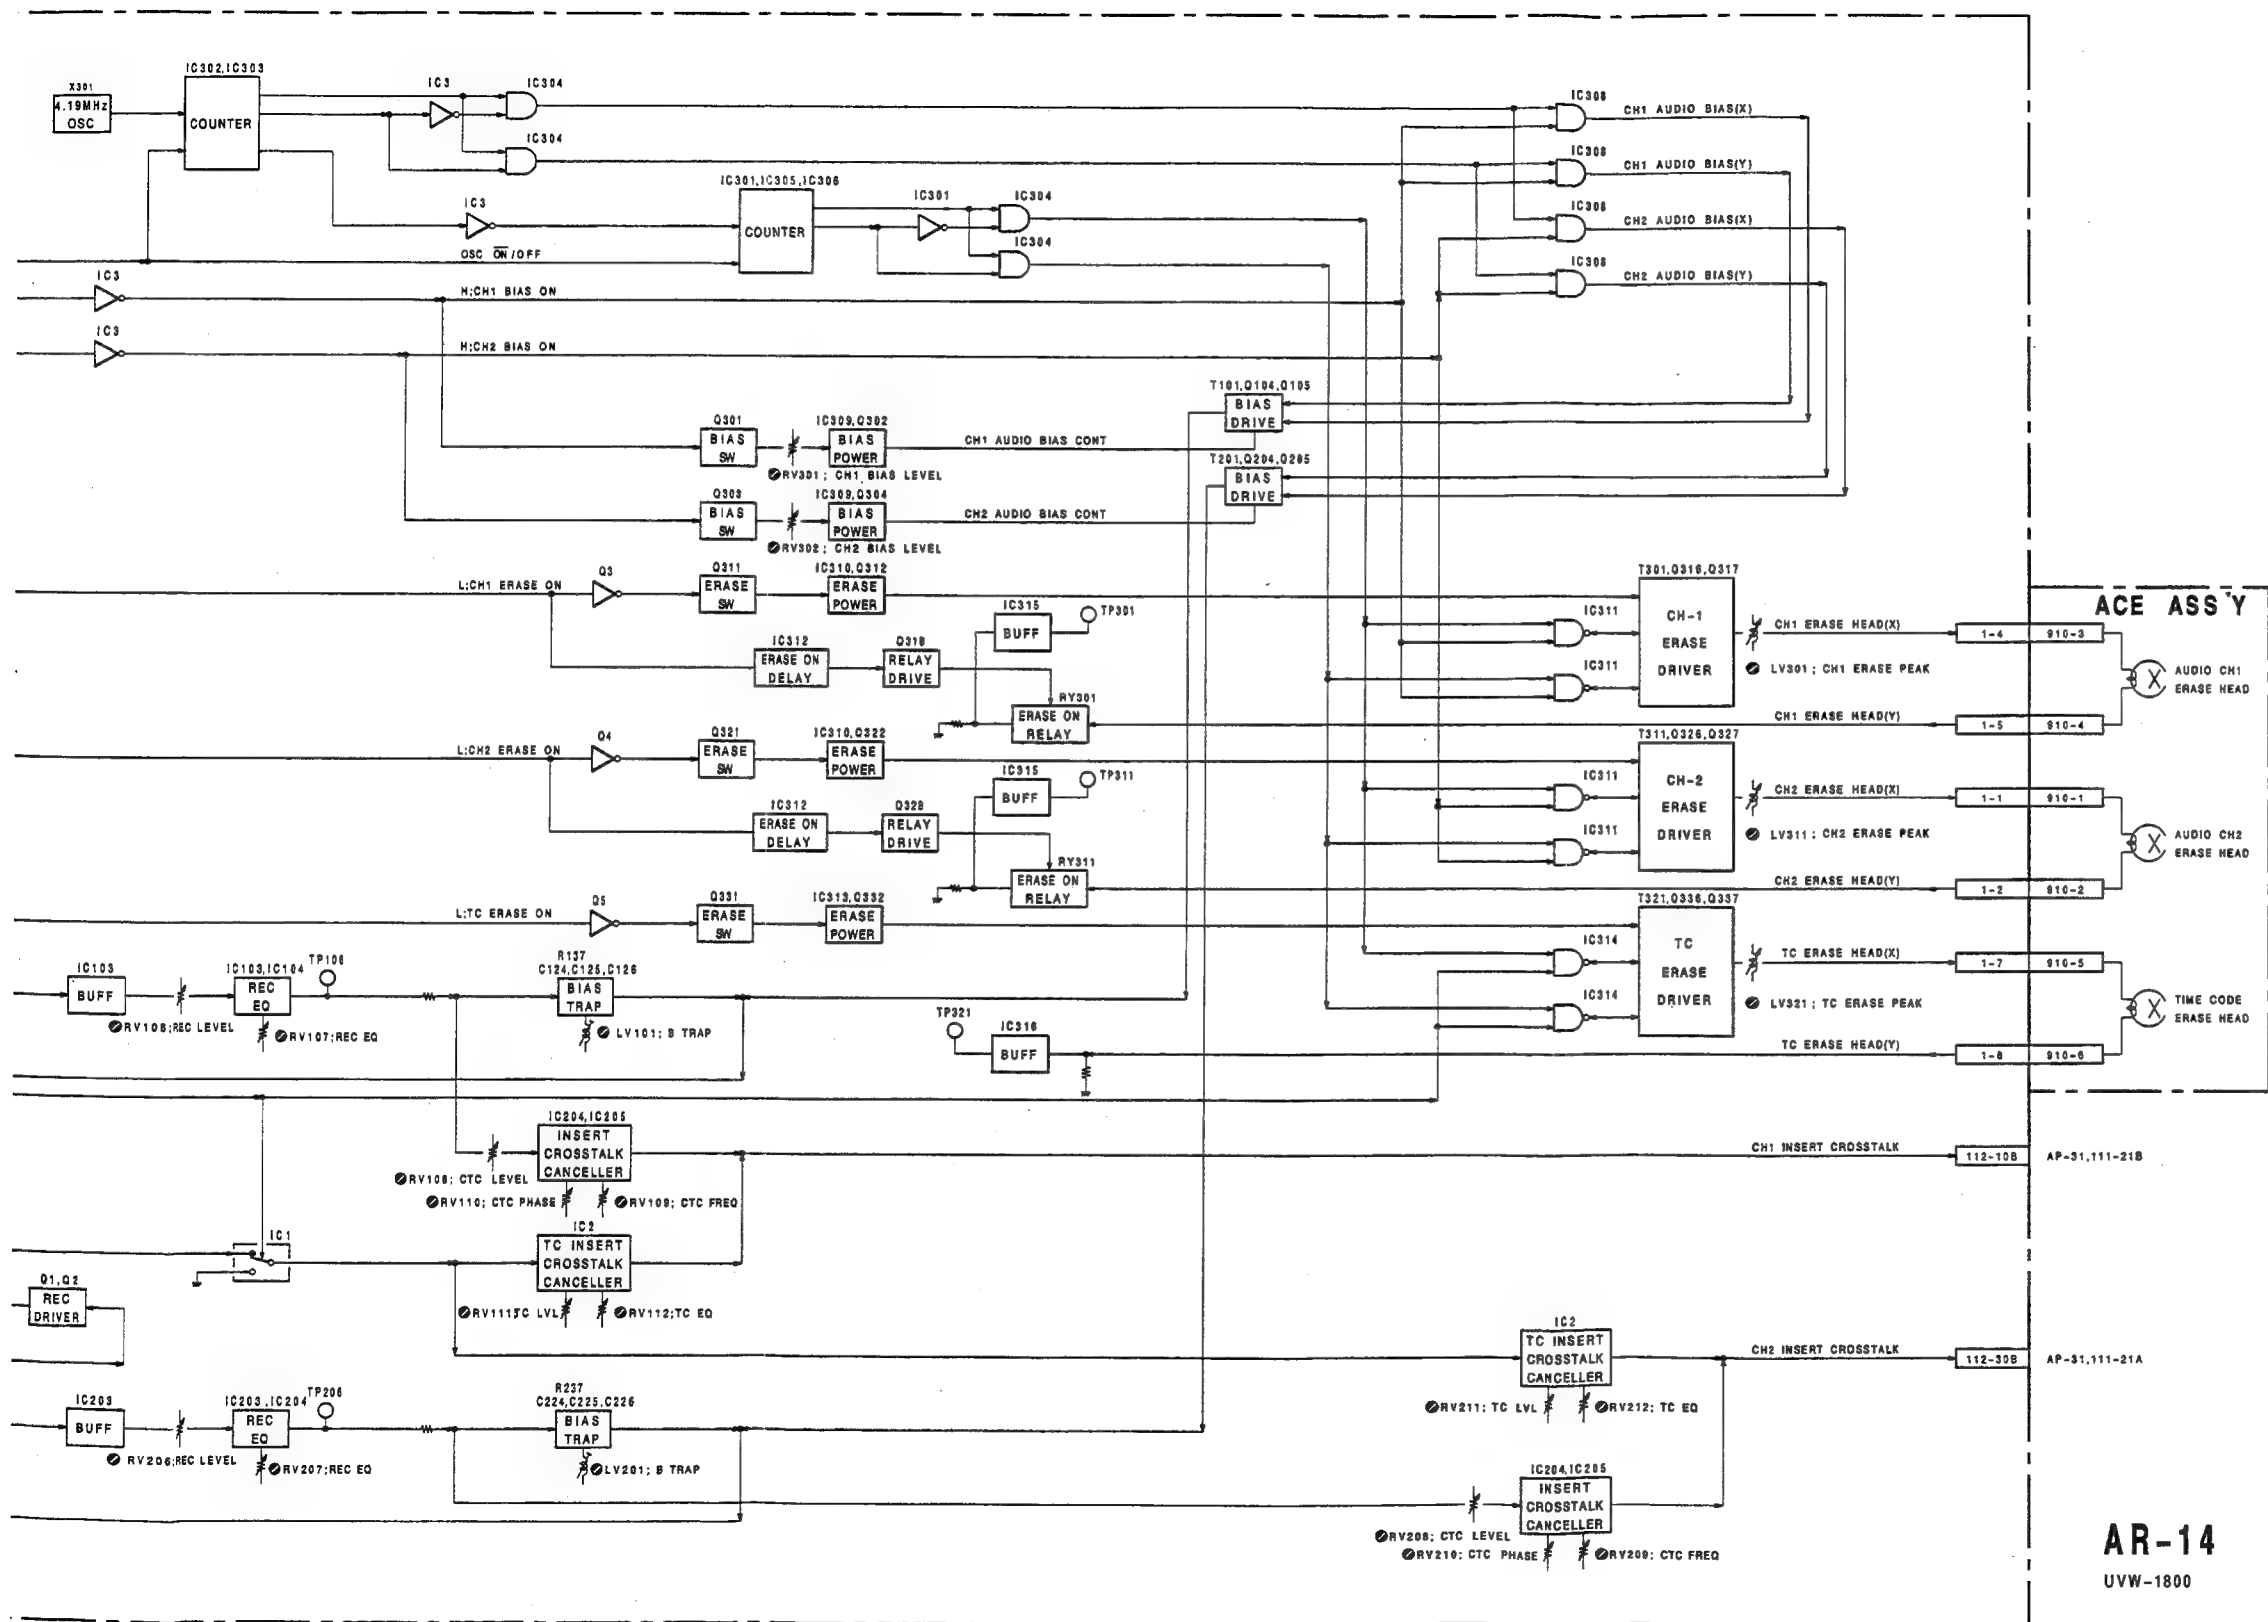 X301
4.19MHz
OSC
IC302,IC303
COUNTER
IC3
IC304
IC304
IC3
IC301,IC305,IC306
COUNTER
IC301
IC304
IC304
OSC ON/OFF
IC3
H;CH1 BIAS ON
IC3
H;CH2 BIAS ON
IC308
CH1 AUDIO BIAS(X)
IC308
CH1 AUDIO BIAS(Y)
IC308
CH2 AUDIO BIAS(X)
IC308
CH2 AUDIO BIAS(Y)
T101,Q104,Q105
BIAS
DRIVE
Q301
BIAS
SW
IC309,Q302
BIAS
POWER
CH1 AUDIO BIAS CONT
RV301; CH1 BIAS LEVEL
T201,Q204,Q205
BIAS
DRIVE
Q303
BIAS
SW
IC309,Q304
BIAS
POWER
CH2 AUDIO BIAS CONT
RV302; CH2 BIAS LEVEL
L;CH1 ERASE ON
Q3
Q311
ERASE
SW
IC310,Q312
ERASE
POWER
IC315
BUFF
TP301
IC312
ERASE ON
DELAY
Q318
RELAY
DRIVE
RY301
ERASE ON
RELAY
IC311
IC311
T301,Q316,Q317
CH-1
ERASE
DRIVER
CH1 ERASE HEAD(X)
LV301; CH1 ERASE PEAK
CH1 ERASE HEAD(Y)
ACE ASS'Y
1-4
910-3
AUDIO CH1
ERASE HEAD
1-5
910-4
L;CH2 ERASE ON
Q4
Q321
ERASE
SW
IC310,Q322
ERASE
POWER
IC315
BUFF
TP311
IC312
ERASE ON
DELAY
Q328
RELAY
DRIVE
RY311
ERASE ON
RELAY
IC311
IC311
T311,Q326,Q327
CH-2
ERASE
DRIVER
CH2 ERASE HEAD(X)
LV311; CH2 ERASE PEAK
CH2 ERASE HEAD(Y)
1-1
910-1
AUDIO CH2
ERASE HEAD
1-2
910-2
L;TC ERASE ON
Q5
Q331
ERASE
SW
IC313,Q332
ERASE
POWER
IC314
IC314
T321,Q336,Q337
TC
ERASE
DRIVER
TC ERASE HEAD(X)
LV321; TC ERASE PEAK
TC ERASE HEAD(Y)
1-7
910-5
TIME CODE
ERASE HEAD
1-8
910-6
IC103
BUFF
RV106;REC LEVEL
IC103,IC104
REC
EQ
RV107;REC EQ
TP106
R137
C124,C125,C126
BIAS
TRAP
LV101; B TRAP
TP321
IC316
BUFF
IC204,IC205
INSERT
CROSSTALK
CANCELLER
RV108; CTC LEVEL
RV110; CTC PHASE
RV109; CTC FREQ
CH1 INSERT CROSSTALK
112-10B
AP-31,111-21B
IC1
IC2
TC INSERT
CROSSTALK
CANCELLER
RV111;TC LVL
RV112;TC EQ
Q1,Q2
REC
DRIVER
IC2
TC INSERT
CROSSTALK
CANCELLER
RV211; TC LVL
RV212; TC EQ
CH2 INSERT CROSSTALK
112-30B
AP-31,111-21A
IC203
BUFF
RV206;REC LEVEL
IC203,IC204
REC
EQ
RV207;REC EQ
TP206
R237
C224,C225,C226
BIAS
TRAP
LV201; B TRAP
IC204,IC205
INSERT
CROSSTALK
CANCELLER
RV208; CTC LEVEL
RV210; CTC PHASE
RV209; CTC FREQ
AR-14
UVW-1800